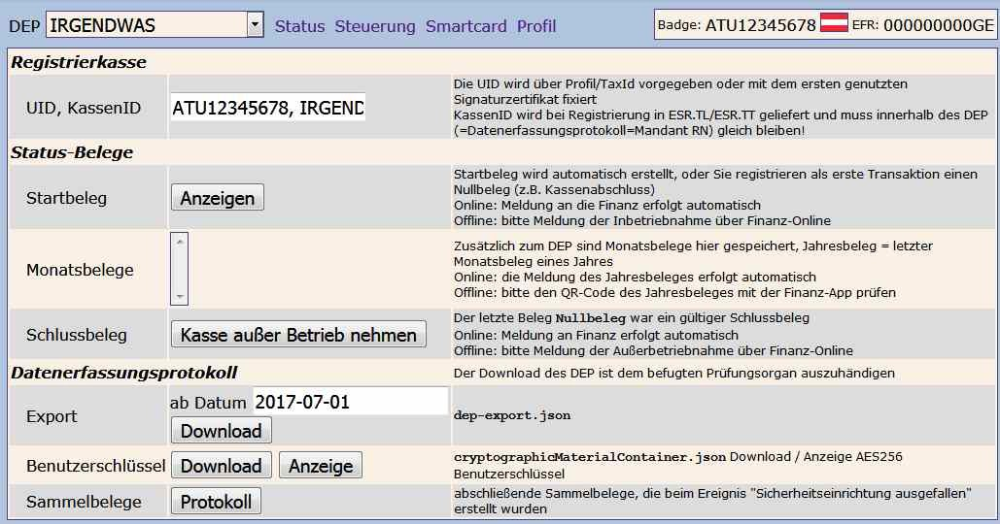 DEP IRGENDWAS Status Steuerung Smartcard Profil Badge: ATU12345678 EFR: 000000000GE
Registrierkasse
UID, KassenID ATU12345678, IRGEND
Die UID wird über Profil/TaxId vorgegeben oder mit dem ersten genutzten
Signaturzertifikat fixiert
KassenID wird bei Registrierung in ESR.TL/ESR.TT geliefert und muss innerhalb des DEP
(=Datenerfassungsprotokoll=Mandant RN) gleich bleiben!
Status-Belege
Startbeleg Anzeigen
Startbeleg wird automatisch erstellt, oder Sie registrieren als erste Transaktion einen
Nullbeleg (z.B. Kassenabschluss)
Online: Meldung an die Finanz erfolgt automatisch
Offline: bitte Meldung der Inbetriebnahme über Finanz-Online
Monatsbelege
Zusätzlich zum DEP sind Monatsbelege hier gespeichert, Jahresbeleg = letzter
Monatsbeleg eines Jahres
Online: die Meldung des Jahresbeleges erfolgt automatisch
Offline: bitte den QR-Code des Jahresbeleges mit der Finanz-App prüfen
Schlussbeleg Kasse außer Betrieb nehmen
Der letzte Beleg Nullbeleg war ein gültiger Schlussbeleg
Online: Meldung an Finanz erfolgt automatisch
Offline: bitte Meldung der Außerbetriebnahme über Finanz-Online
Datenerfassungsprotokoll Der Download des DEP ist dem befugten Prüfungsorgan auszuhändigen
Export ab Datum 2017-07-01
Download
dep-export.json
Benutzerschlüssel Download Anzeige
cryptographicMaterialContainer.json Download / Anzeige AES256
Benutzerschlüssel
Sammelbelege Protokoll
abschließende Sammelbelege, die beim Ereignis "Sicherheitseinrichtung ausgefallen"
erstellt wurden